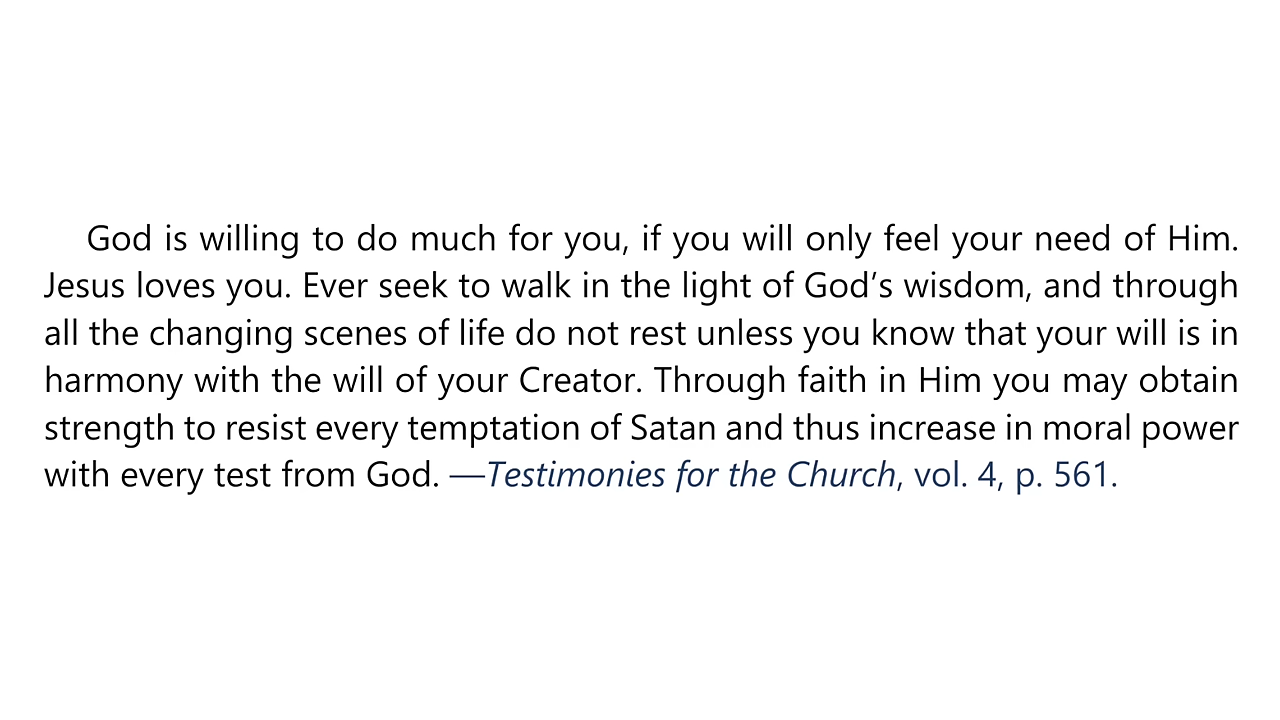 God is willing to do much for you, if you will only feel your need of Him.
Jesus loves you. Ever seek to walk in the light of God’s wisdom, and through
all the changing scenes of life do not rest unless you know that your will is in
harmony with the will of your Creator. Through faith in Him you may obtain
strength to resist every temptation of Satan and thus increase in moral power
with every test from God. —Testimonies for the Church, vol. 4, p. 561.